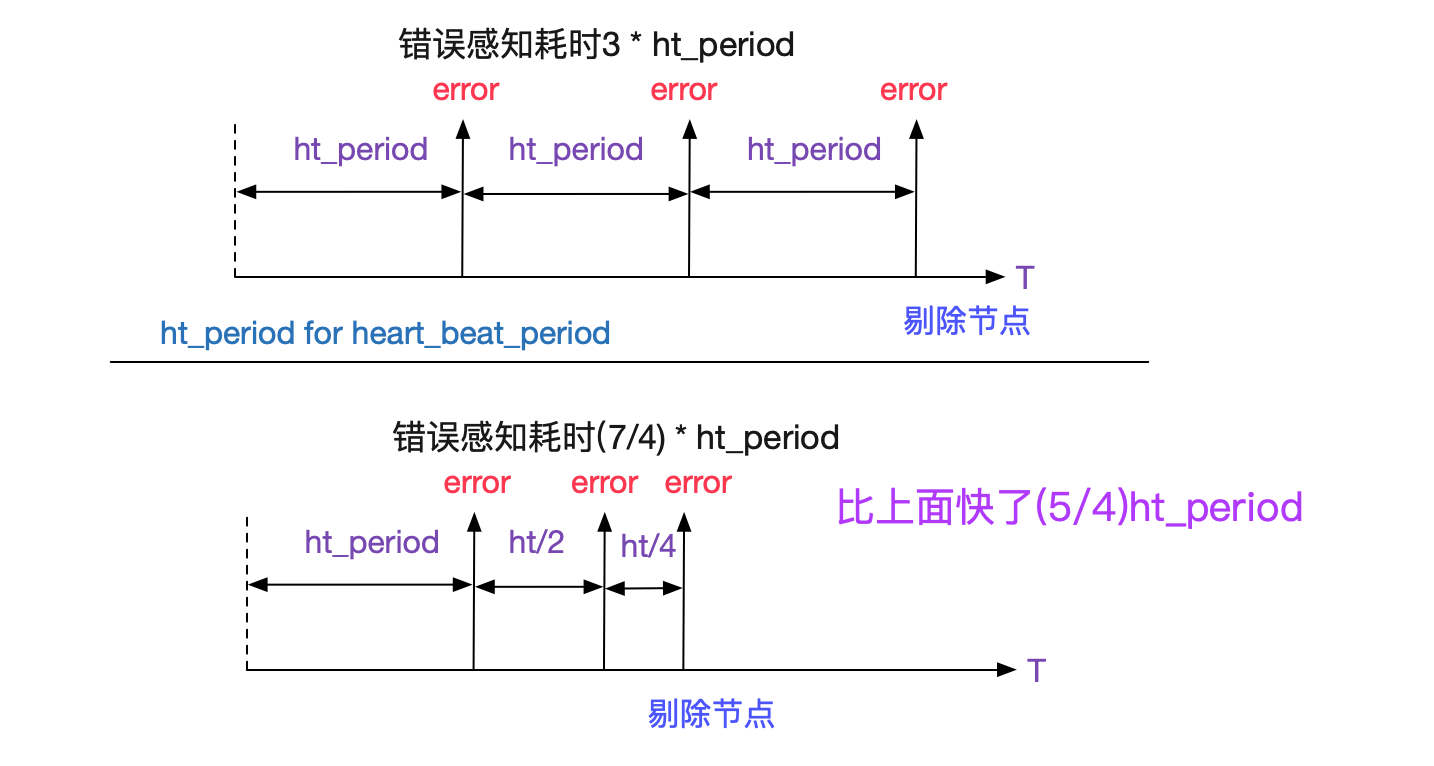 错误感知耗时3 * ht_period
error error error
ht_period ht_period ht_period
T
剔除节点
ht_period for heart_beat_period
错误感知耗时(7/4) * ht_period
error error error
比上面快了(5/4)ht_period
ht_period ht/2 ht/4
T
剔除节点